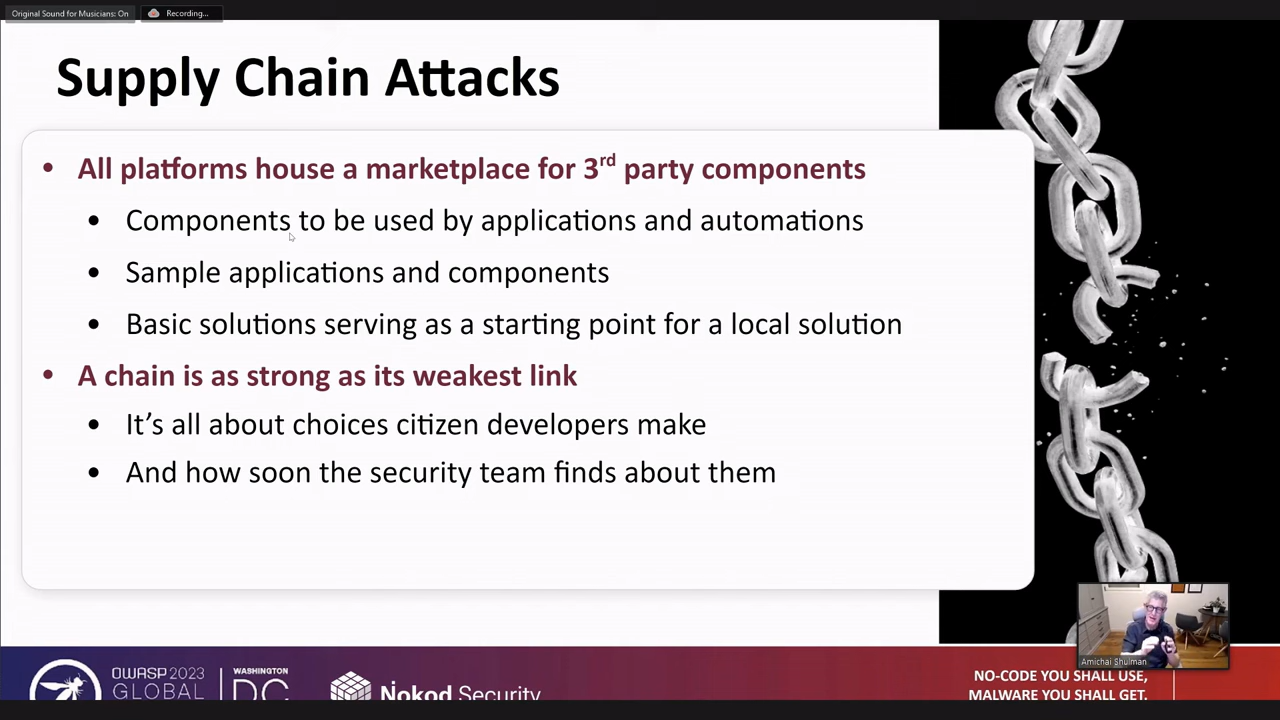 Original Sound for Musicians: On
Recording...
Supply Chain Attacks
• All platforms house a marketplace for 3rd party components
• Components to be used by applications and automations
• Sample applications and components
• Basic solutions serving as a starting point for a local solution
• A chain is as strong as its weakest link
• It's all about choices citizen developers make
• And how soon the security team finds about them
Amichai Shulman
OWASP 2023
GLOBAL
WASHINGTON
DC
Nokod Security
NO-CODE YOU SHALL USE,
MALWARE YOU SHALL GET.